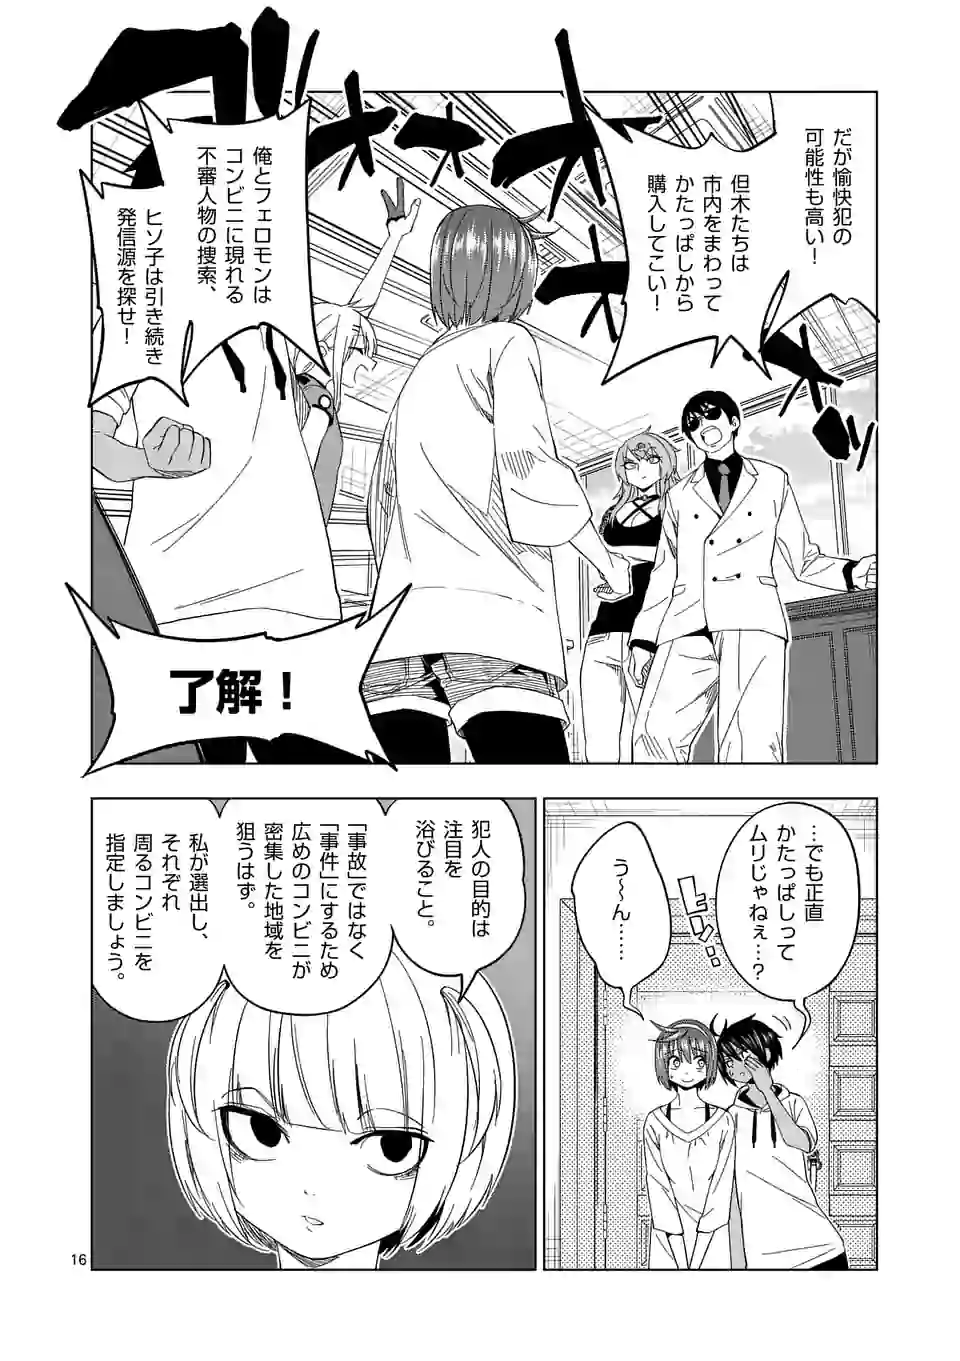 だが愉快犯の
可能性も高い！
但木たちは
市内をまわって
かたっぱしから
購入してこい！
俺とフェロモンは
コンビニに現れる
不審人物の捜索、
ヒソ子は引き続き
発信源を探せ！
了解！
…でも正直
かたっぱしって
ムリじゃねぇ…？
ヒソ…
う〜ん……
犯人の目的は
注目を
浴びること。
「事故」ではなく
「事件」にするため
広めのコンビニが
密集した地域を
狙うはず。
私が選出し、
それぞれ
周るコンビニを
指定しましょう。
16